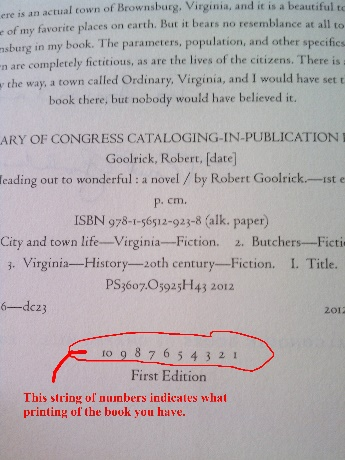 ere is an actual town of Brownsburg, Virginia, and it is a beautiful
e of my favorite places on earth. But it bears no resemblance at all to
nsburg in my book. The parameters, population, and other specifics
n are completely fictitious, as are the lives of the citizens. There is
y the way, a town called Ordinary, Virginia, and I would have set
book there, but nobody would have believed it.
ARY OF CONGRESS CATALOGING-IN-PUBLICATION
Goolrick, Robert, [date]
eading out to wonderful : a novel / by Robert Goolrick.—1st e
p. cm.
ISBN 978-1-56512-923-8 (alk. paper)
City and town life—Virginia—Fiction. 2. Butchers—Fictio
3. Virginia—History—20th century—Fiction. I. Title.
PS3607.O5925H43 2012
6—dc23 2012
10 9 8 7 6 5 4 3 2 1
First Edition
This string of numbers indicates what
printing of the book you have.